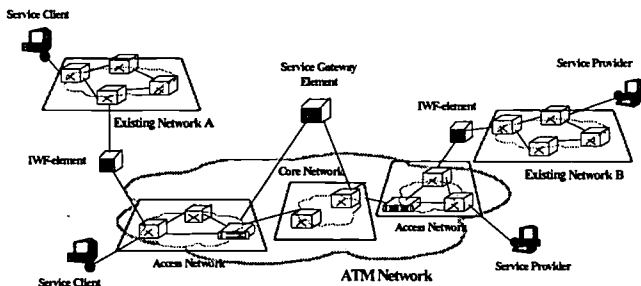 Service Client
Service Gateway
Element
Service Provider
IWF-element
Existing Network A
IWF-element
Core Network
Existing Network B
Access Network
Access Network
Service Client
ATM Network
Service Provider